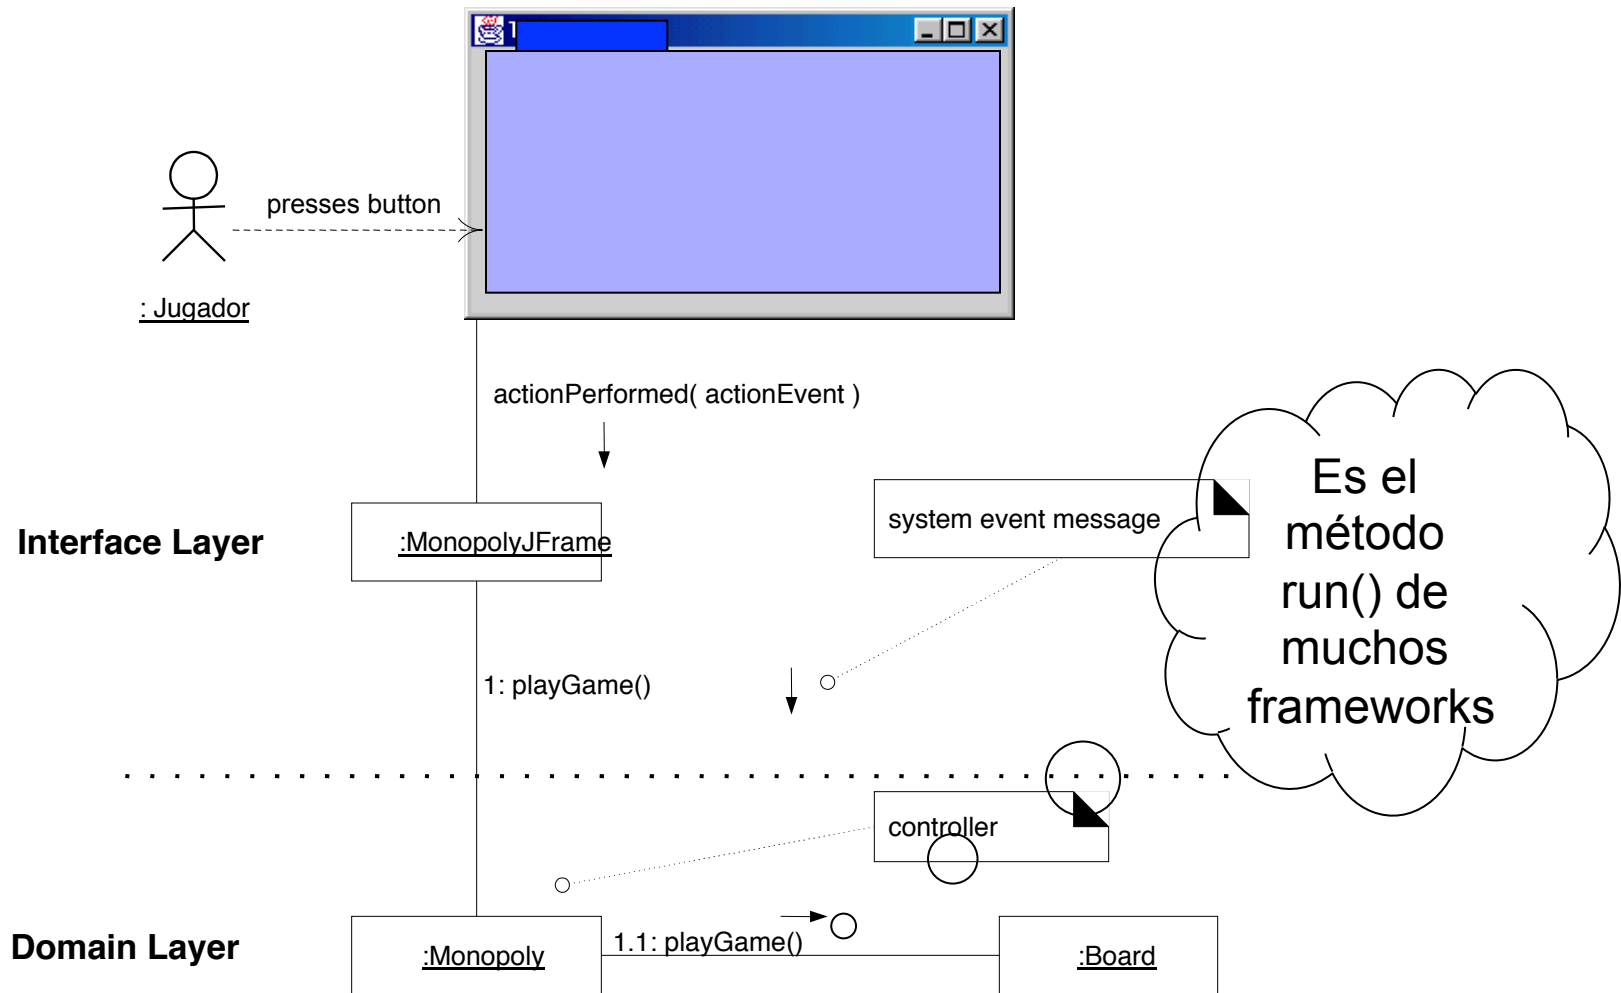 presses button
: Jugador
actionPerformed( actionEvent )
Interface Layer
:MonopolyJFrame
system event message
Es el
método
run() de
muchos
frameworks
1: playGame()
controller
Domain Layer
:Monopoly
1.1: playGame()
:Board